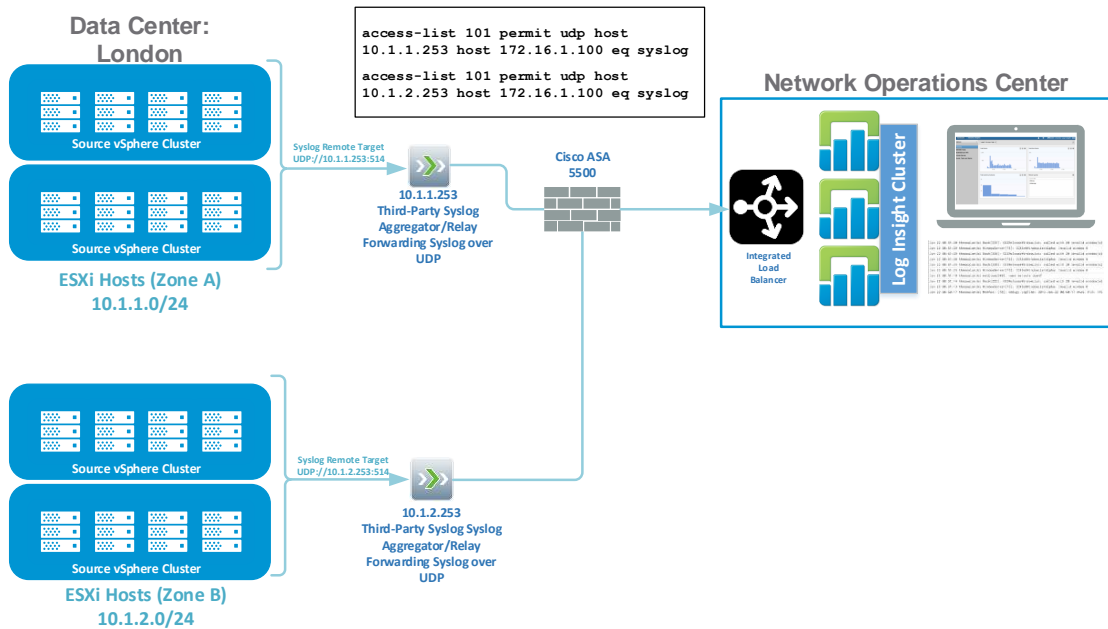 Data Center:
London
access-list 101 permit udp host
10.1.1.253 host 172.16.1.100 eq syslog
access-list 101 permit udp host
10.1.2.253 host 172.16.1.100 eq syslog
Source vSphere Cluster
Source vSphere Cluster
ESXi Hosts (Zone A)
10.1.1.0/24
Syslog Remote Target
UDP://10.1.1.253:514
10.1.1.253
Third-Party Syslog
Aggregator/Relay
Forwarding Syslog over
UDP
Cisco ASA
5500
Network Operations Center
Integrated
Load
Balancer
Log Insight Cluster
Source vSphere Cluster
Source vSphere Cluster
ESXi Hosts (Zone B)
10.1.2.0/24
Syslog Remote Target
UDP://10.1.2.253:514
10.1.2.253
Third-Party Syslog Syslog
Aggregator/Relay
Forwarding Syslog over
UDP